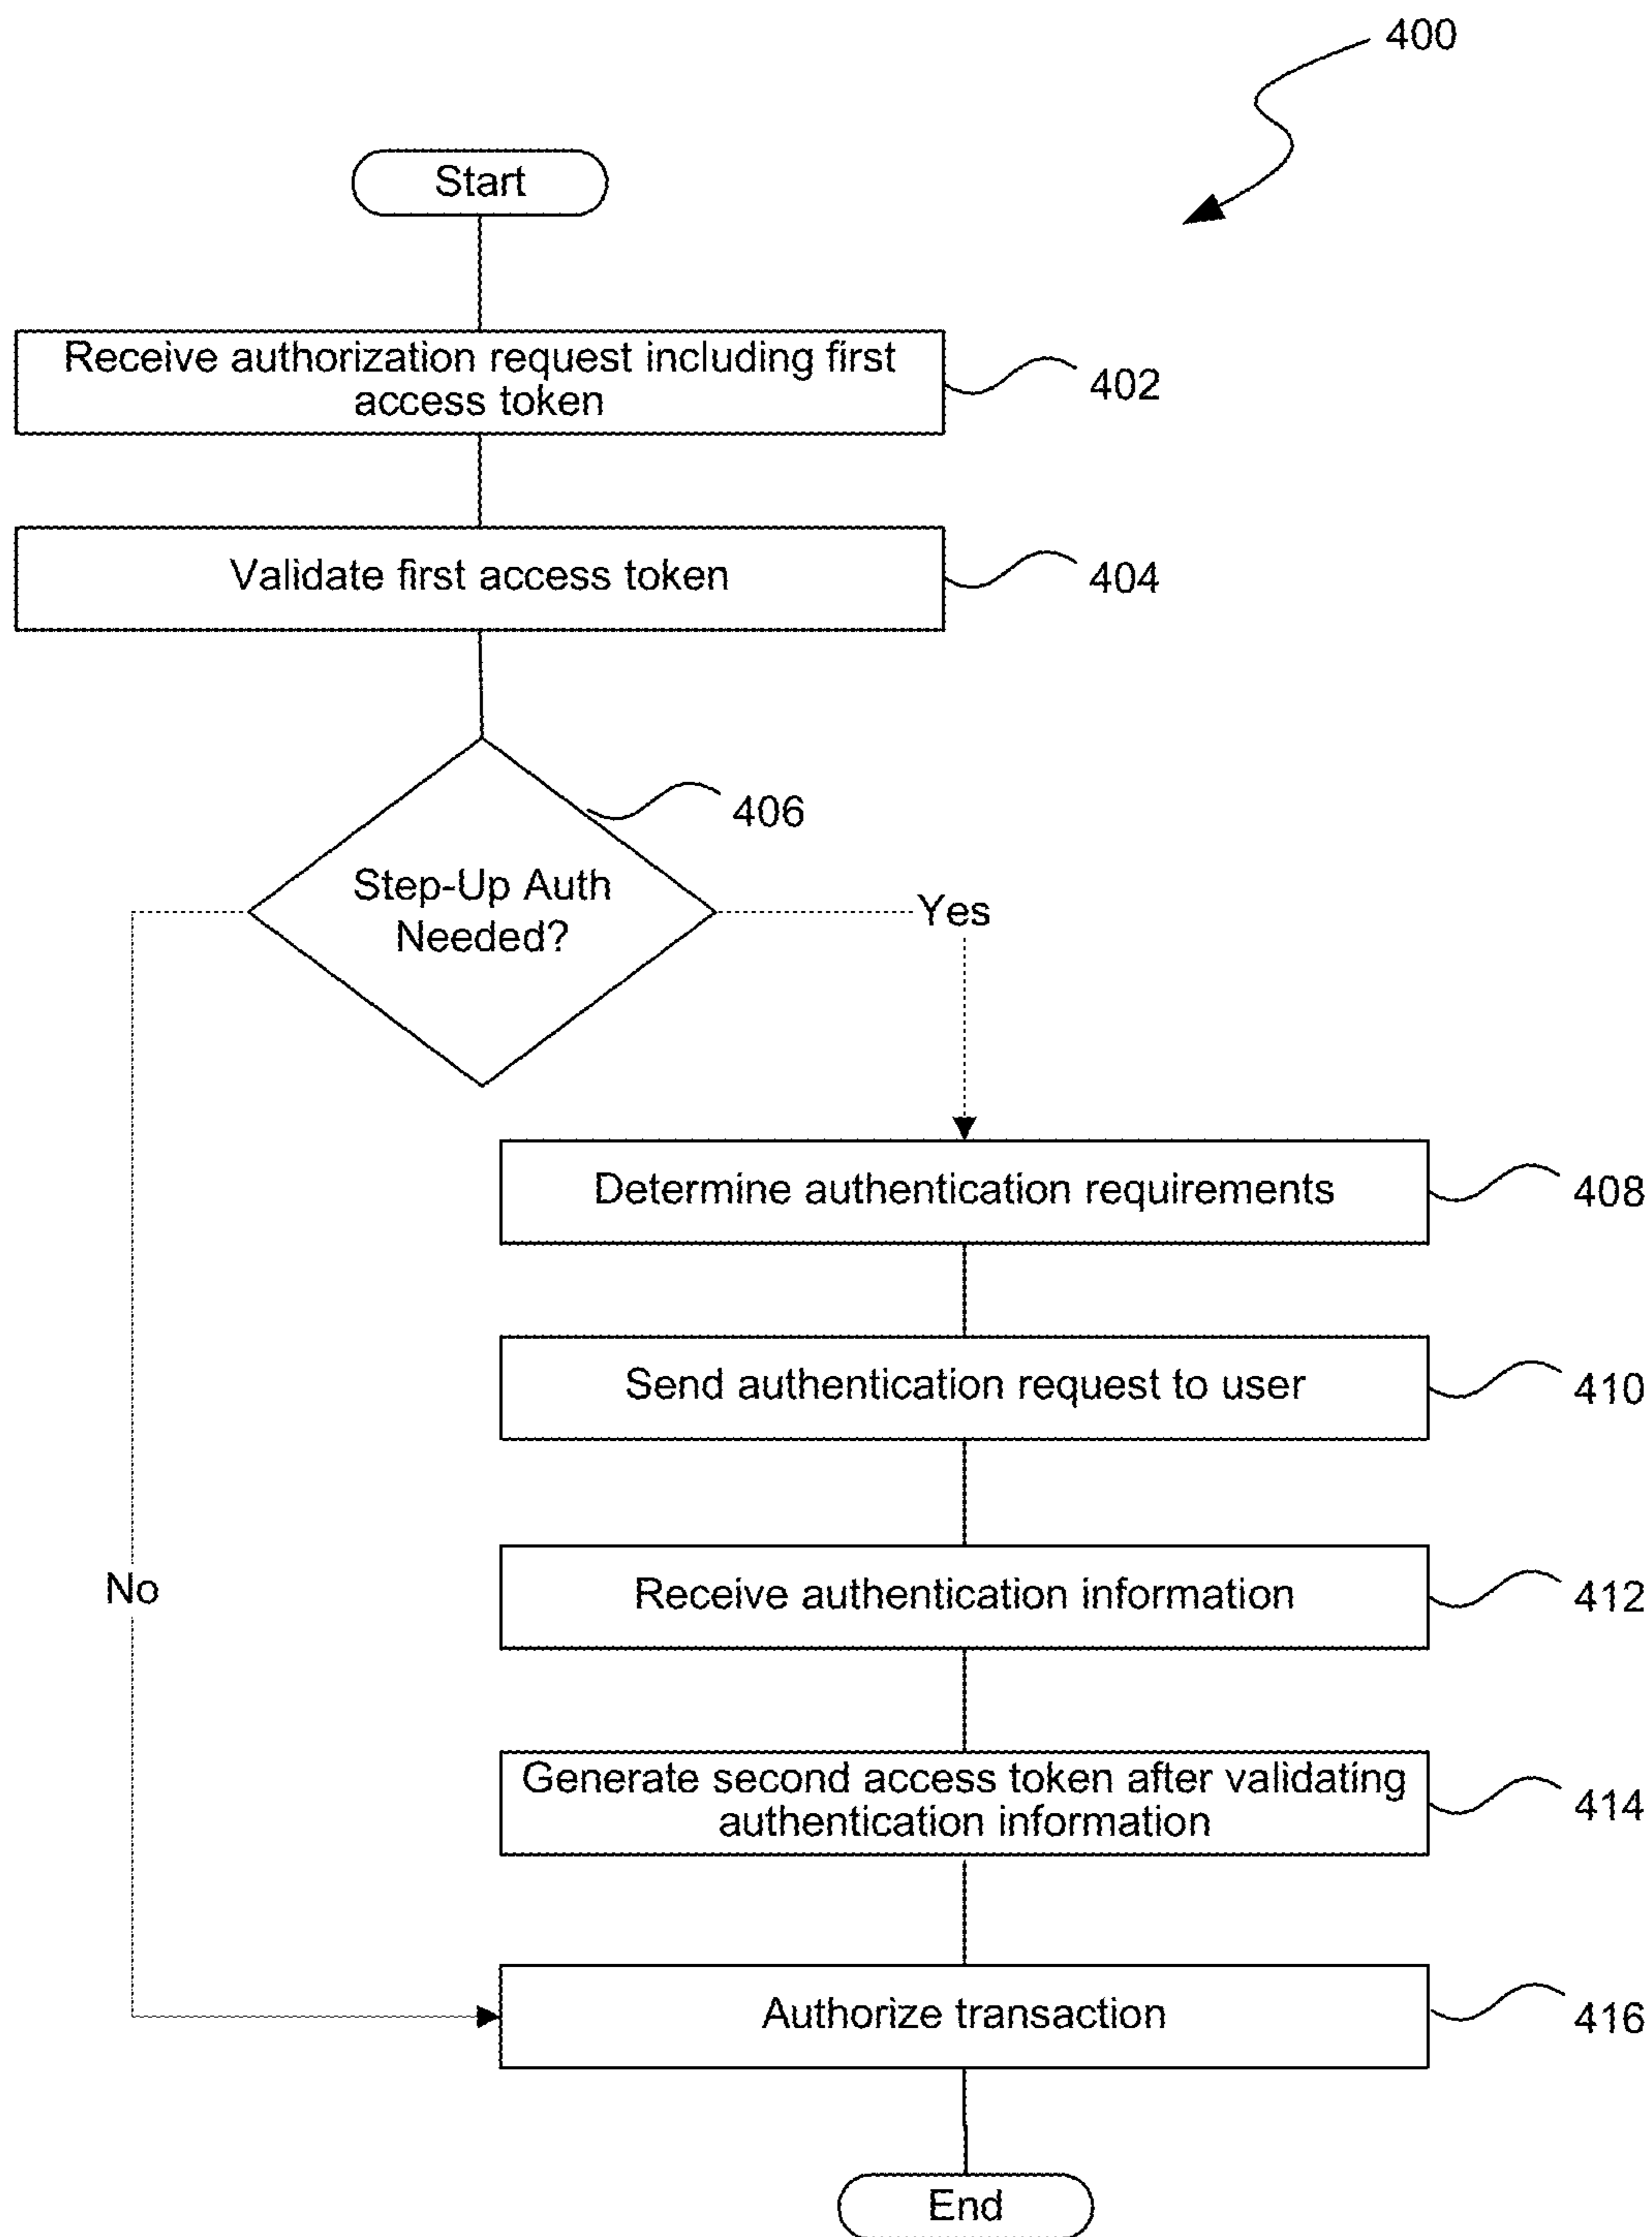 400
Start
Receive authorization request including first
access token
402
Validate first access token
404
406
Step-Up Auth
Needed?
Yes
Determine authentication requirements
408
Send authentication request to user
410
No
Receive authentication information
412
Generate second access token after validating
authentication information
414
Authorize transaction
416
End